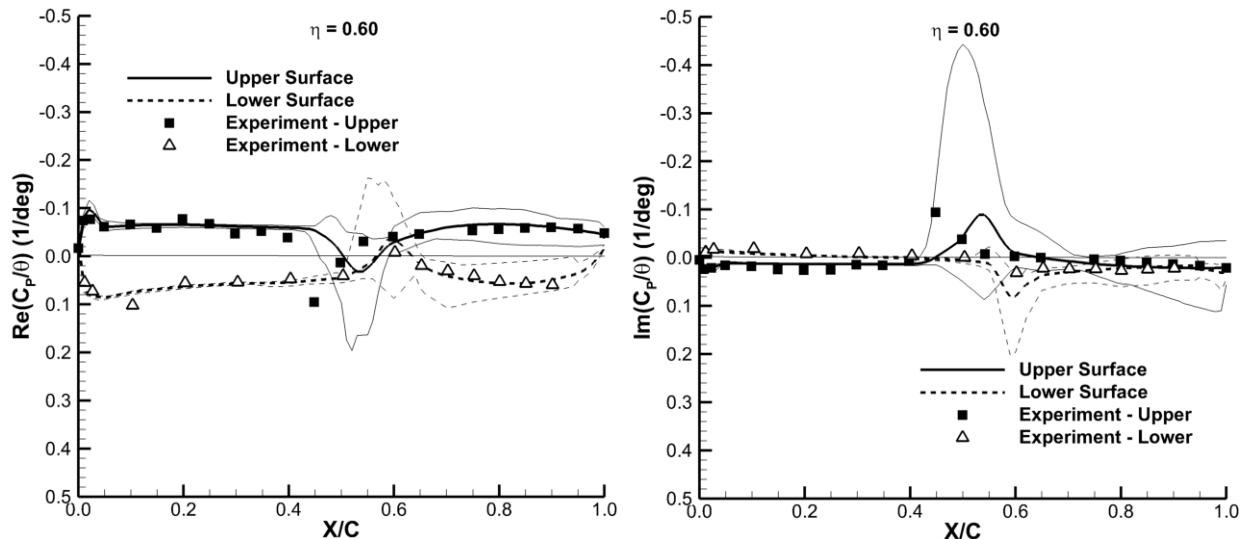 η = 0.60
Upper Surface
Lower Surface
Experiment - Upper
Experiment - Lower
Re(C_P/θ) (1/deg)
-0.5
-0.4
-0.3
-0.2
-0.1
0.0
0.1
0.2
0.3
0.4
0.5
0.0 0.2 0.4 0.6 0.8 1.0
X/C
η = 0.60
Upper Surface
Lower Surface
Experiment - Upper
Experiment - Lower
Im(C_P/θ) (1/deg)
-0.5
-0.4
-0.3
-0.2
-0.1
0.0
0.1
0.2
0.3
0.4
0.5
0.0 0.2 0.4 0.6 0.8 1.0
X/C